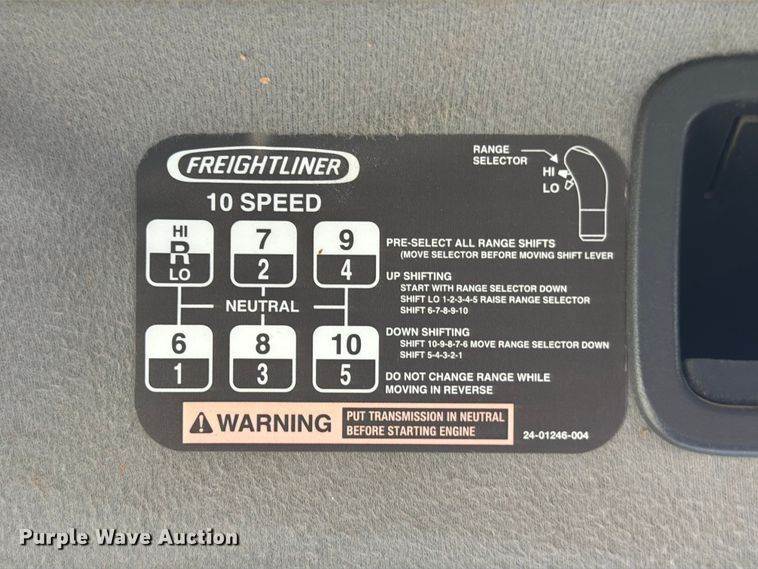 FREIGHTLINER
10 SPEED
RANGE
SELECTOR
HI
LO
HI
R
LO
7
2
9
4
NEUTRAL
6
1
8
3
10
5
PRE-SELECT ALL RANGE SHIFTS
(MOVE SELECTOR BEFORE MOVING SHIFT LEVER
UP SHIFTING
START WITH RANGE SELECTOR DOWN
SHIFT LO 1-2-3-4-5 RAISE RANGE SELECTOR
SHIFT 6-7-8-9-10
DOWN SHIFTING
SHIFT 10-9-8-7-6 MOVE RANGE SELECTOR DOWN
SHIFT 5-4-3-2-1
DO NOT CHANGE RANGE WHILE
MOVING IN REVERSE
WARNING
PUT TRANSMISSION IN NEUTRAL
BEFORE STARTING ENGINE
24-01246-004
Purple Wave Auction